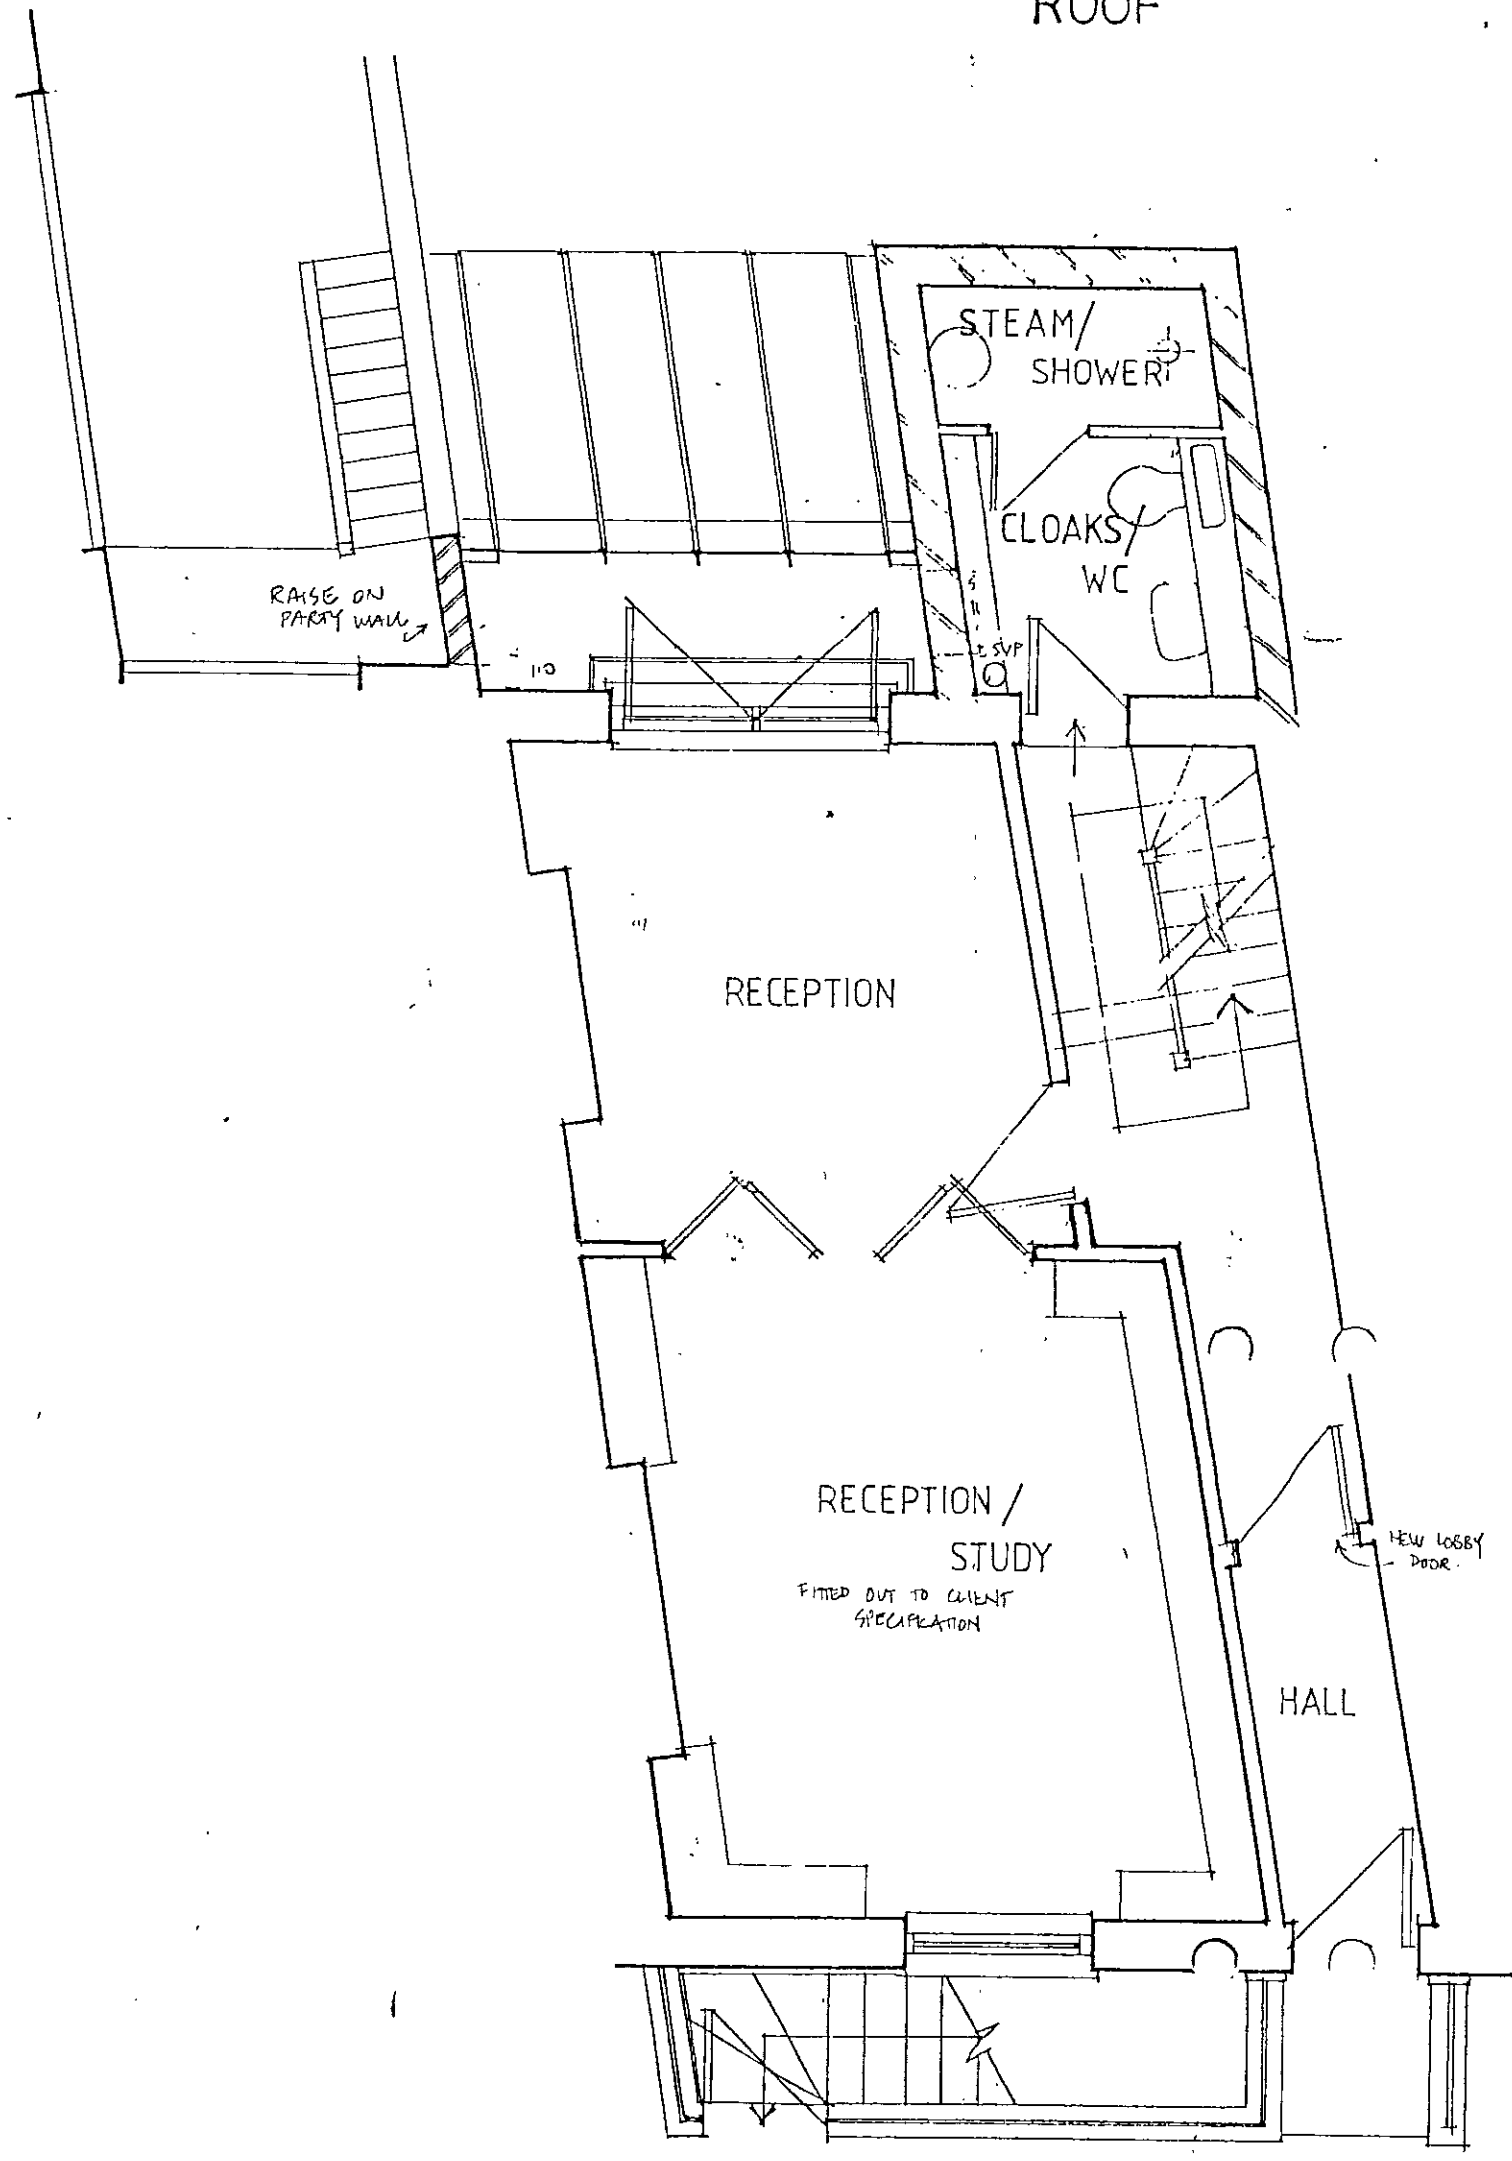 ROOF
STEAM/
SHOWER
CLOAKS/
WC
RAISE ON
PARTY WALL
SVP
RECEPTION
RECEPTION /
STUDY
FITTED OUT TO CLIENT
SPECIFICATION
NEW LOBBY
DOOR.
HALL